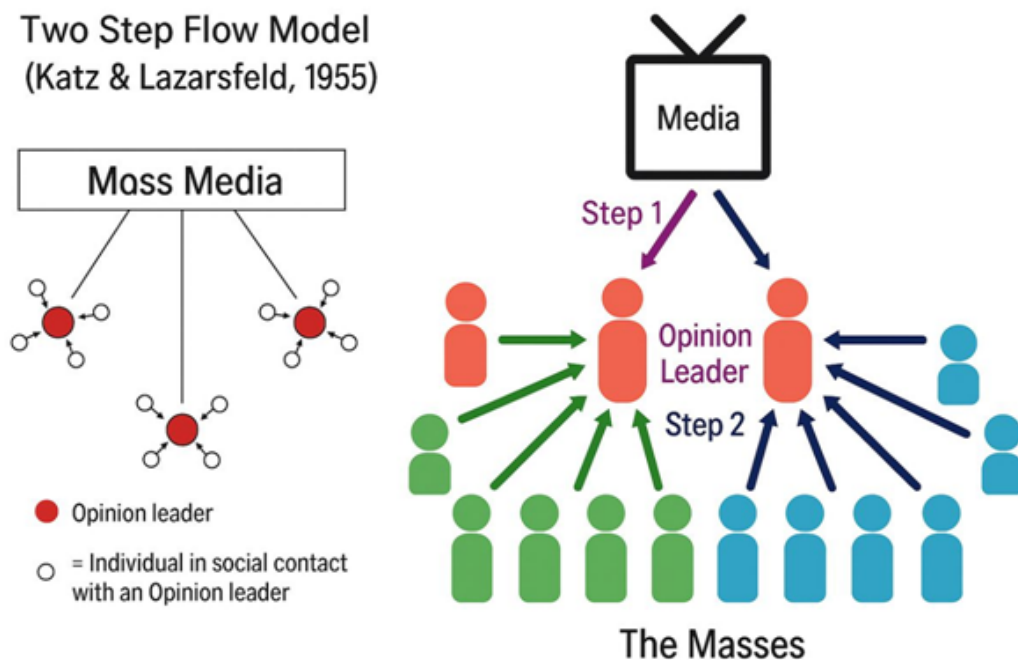 Two Step Flow Model
(Katz & Lazarsfeld, 1955)
Mass Media
Opinion leader
= Individual in social contact
with an Opinion leader
Media
Step 1
Opinion
Leader
Step 2
The Masses